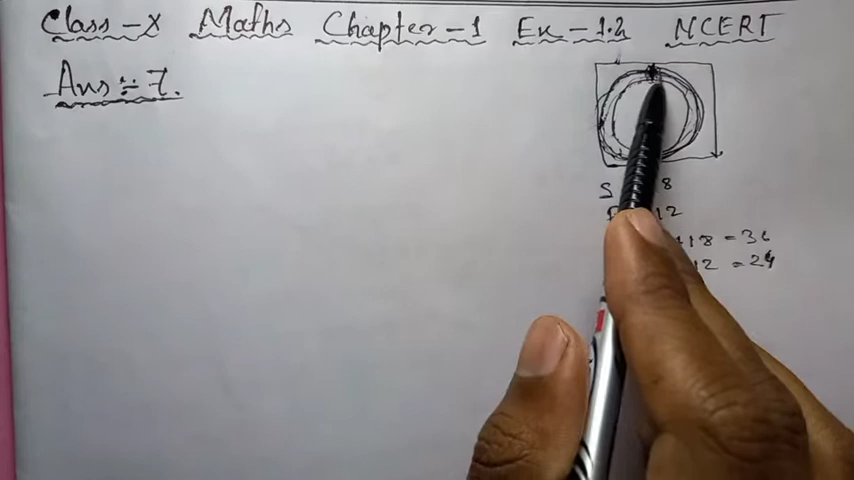 Class - X Maths Chapter - 1 Ex - 1.2 NCERT
Ans ÷ 7.
S 8
12
18 = 36
12 = 24